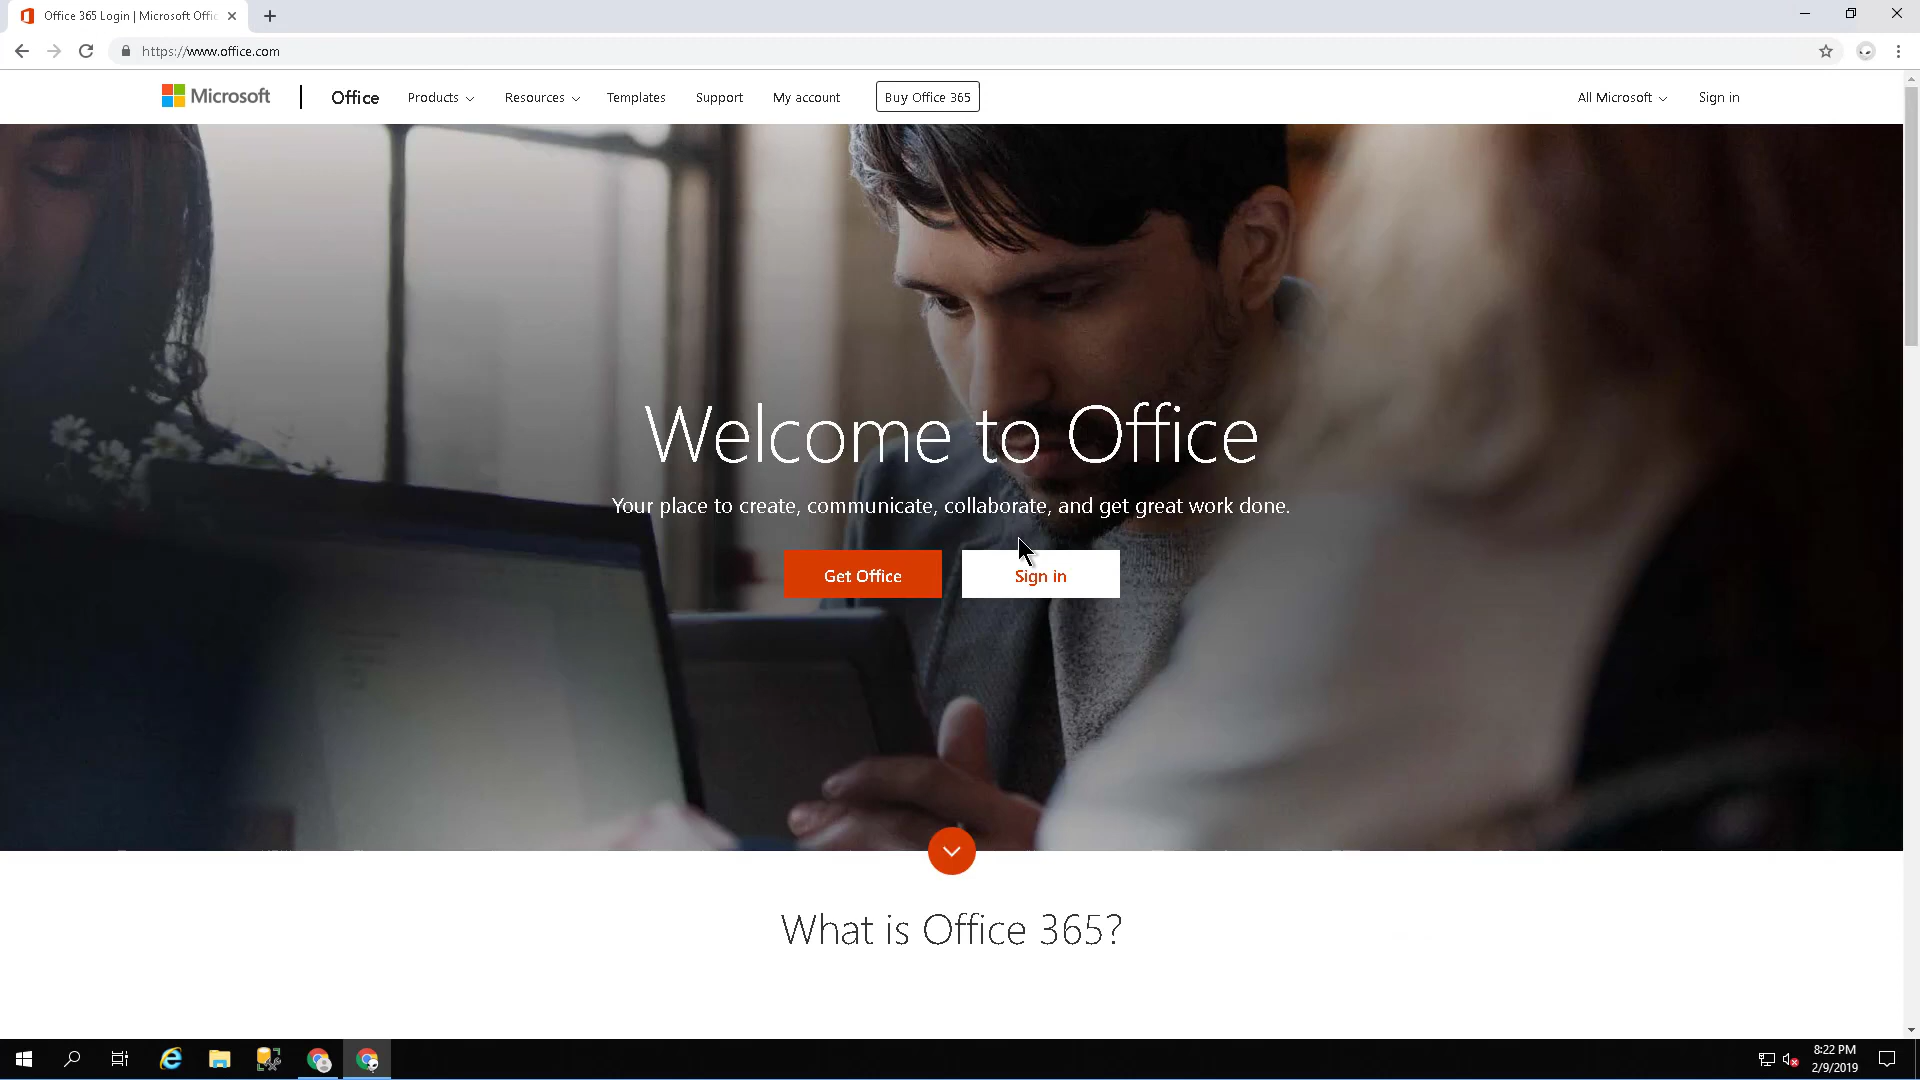 Office 365 Login | Microsoft Offic
https://www.office.com
Microsoft
Office
Products
Resources
Templates
Support
My account
Buy Office 365
All Microsoft
Sign in
Welcome to Office
Your place to create, communicate, collaborate, and get great work done.
Get Office
Sign in
What is Office 365?
8:22 PM
2/9/2019